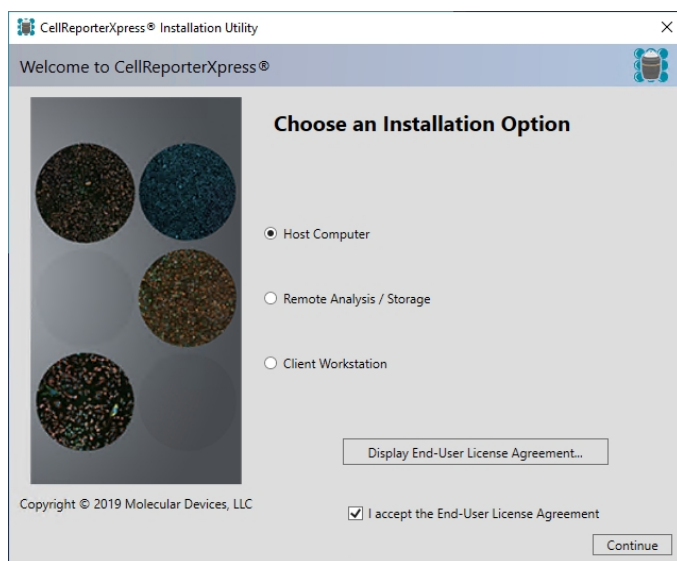 CellReporterXpress® Installation Utility
Welcome to CellReporterXpress®
Choose an Installation Option
Host Computer
Remote Analysis / Storage
Client Workstation
Display End-User License Agreement...
Copyright © 2019 Molecular Devices, LLC
I accept the End-User License Agreement
Continue